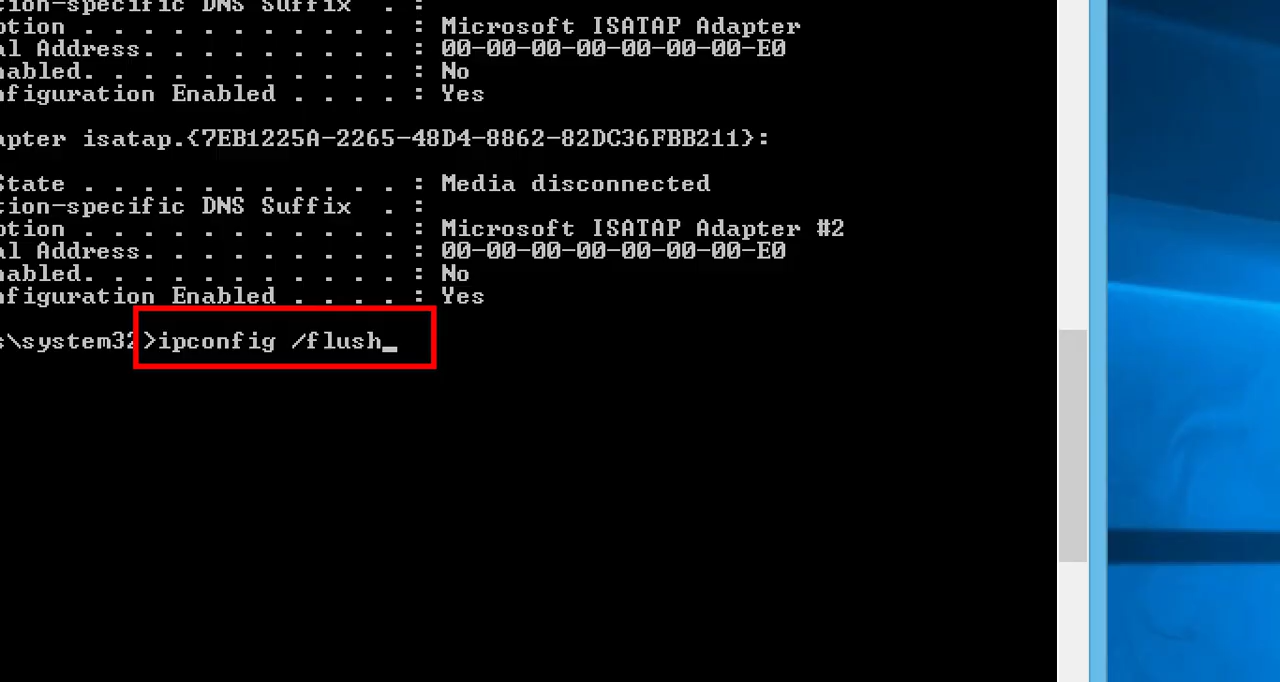 tion-specific DNS Suffix  . :
ption . . . . . . . . . . . : Microsoft ISATAP Adapter
al Address. . . . . . . . . : 00-00-00-00-00-00-00-E0
nabled. . . . . . . . . . . : No
nfiguration Enabled . . . . : Yes
apter isatap.{7EB1225A-2265-48D4-8862-82DC36FBB211}:
State . . . . . . . . . . . : Media disconnected
tion-specific DNS Suffix  . :
ption . . . . . . . . . . . : Microsoft ISATAP Adapter #2
al Address. . . . . . . . . : 00-00-00-00-00-00-00-E0
nabled. . . . . . . . . . . : No
nfiguration Enabled . . . . : Yes
s\system32>ipconfig /flush_